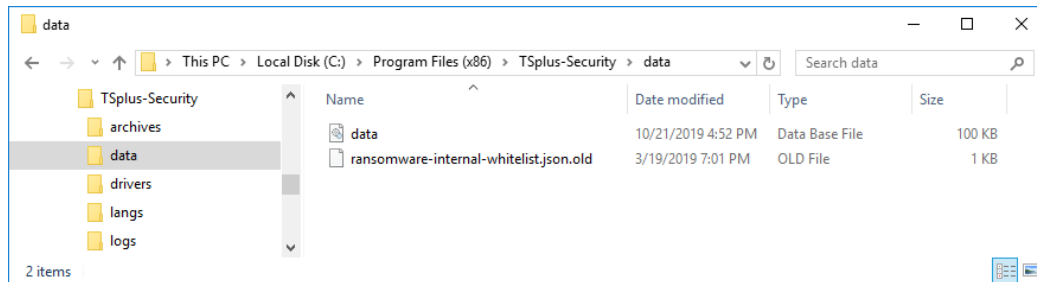 data
This PC > Local Disk (C:) > Program Files (x86) > TSplus-Security > data
Search data
TSplus-Security
archives
data
drivers
langs
logs
Name Date modified Type Size
data 10/21/2019 4:52 PM Data Base File 100 KB
ransomware-internal-whitelist.json.old 3/19/2019 7:01 PM OLD File 1 KB
2 items